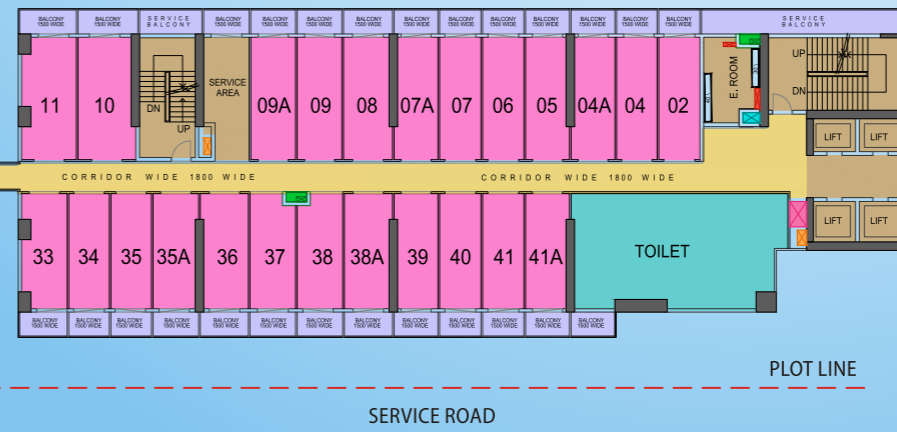 BALCONY
1500 WIDE
BALCONY
1500 WIDE
SERVICE
BALCONY
BALCONY
1500 WIDE
BALCONY
1500 WIDE
BALCONY
1500 WIDE
BALCONY
1500 WIDE
BALCONY
1500 WIDE
BALCONY
1500 WIDE
BALCONY
1500 WIDE
BALCONY
1500 WIDE
BALCONY
1500 WIDE
BALCONY
1500 WIDE
BALCONY
1500 WIDE
SERVICE
BALCONY
11
10
DN
UP
SERVICE
AREA
09A
09
08
07A
07
06
05
04A
04
02
E. ROOM
UP
DN
LIFT
LIFT
CORRIDOR WIDE 1800 WIDE
CORRIDOR WIDE 1800 WIDE
LIFT
LIFT
33
34
35
35A
36
37
38
38A
39
40
41
41A
TOILET
BALCONY
1500 WIDE
BALCONY
1500 WIDE
BALCONY
1500 WIDE
BALCONY
1500 WIDE
BALCONY
1500 WIDE
BALCONY
1500 WIDE
BALCONY
1500 WIDE
BALCONY
1500 WIDE
BALCONY
1500 WIDE
BALCONY
1500 WIDE
BALCONY
1500 WIDE
BALCONY
1500 WIDE
BALCONY
1500 WIDE
PLOT LINE
SERVICE ROAD